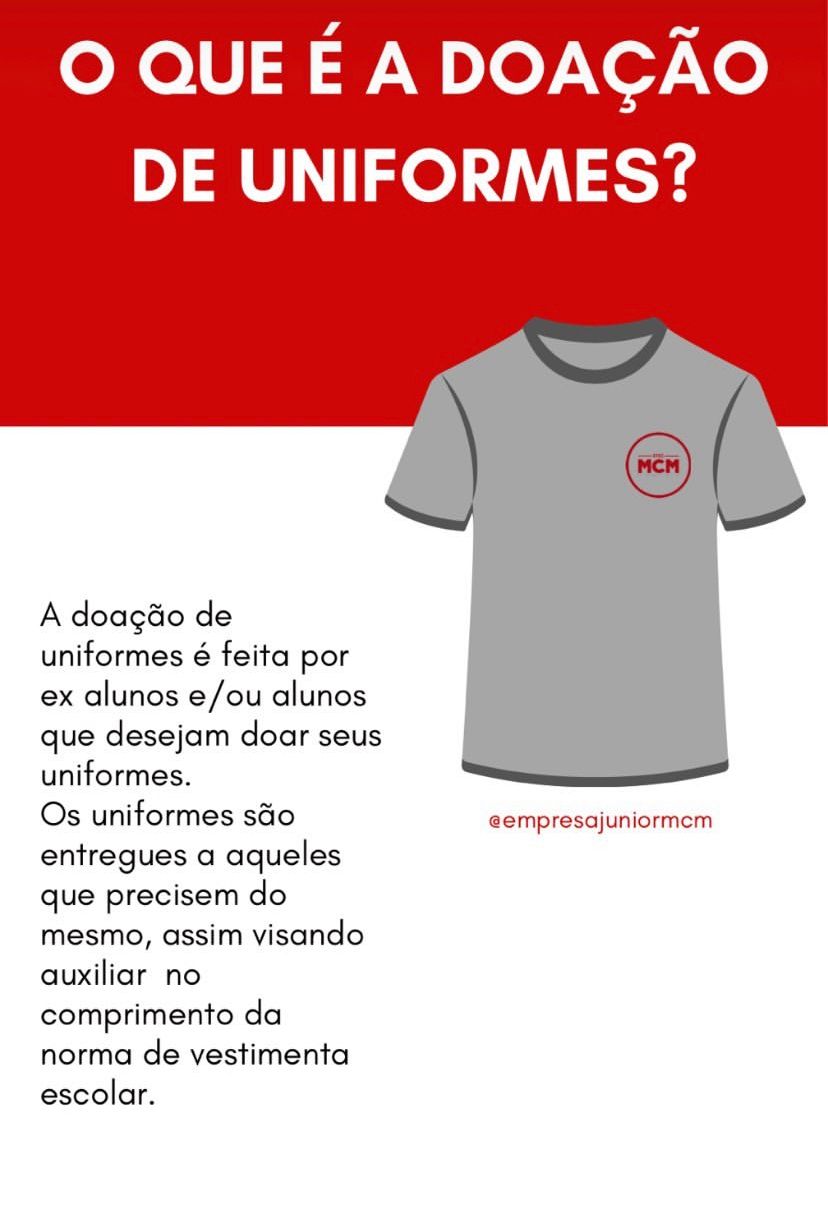 O QUE É A DOAÇÃO
DE UNIFORMES?
MCM
A doação de
uniformes é feita por
ex alunos e/ou alunos
que desejam doar seus
uniformes.
Os uniformes são
entregues a aqueles
que precisem do
mesmo, assim visando
auxiliar  no
comprimento da
norma de vestimenta
escolar.
@empresajuniormcm